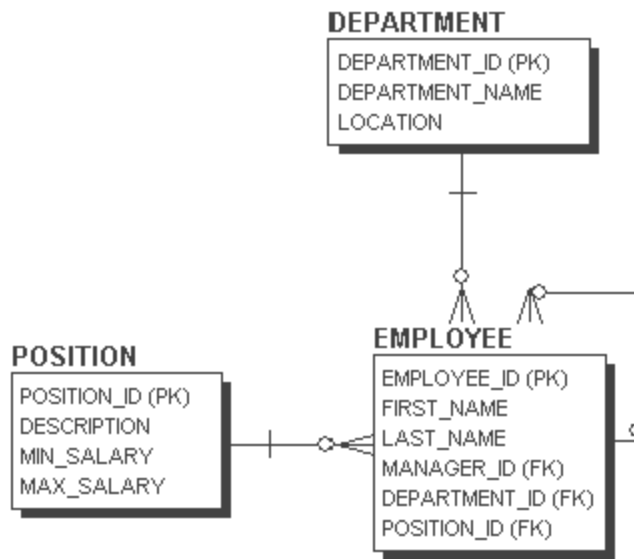 DEPARTMENT
DEPARTMENT_ID (PK)
DEPARTMENT_NAME
LOCATION
POSITION
POSITION_ID (PK)
DESCRIPTION
MIN_SALARY
MAX_SALARY
EMPLOYEE
EMPLOYEE_ID (PK)
FIRST_NAME
LAST_NAME
MANAGER_ID (FK)
DEPARTMENT_ID (FK)
POSITION_ID (FK)